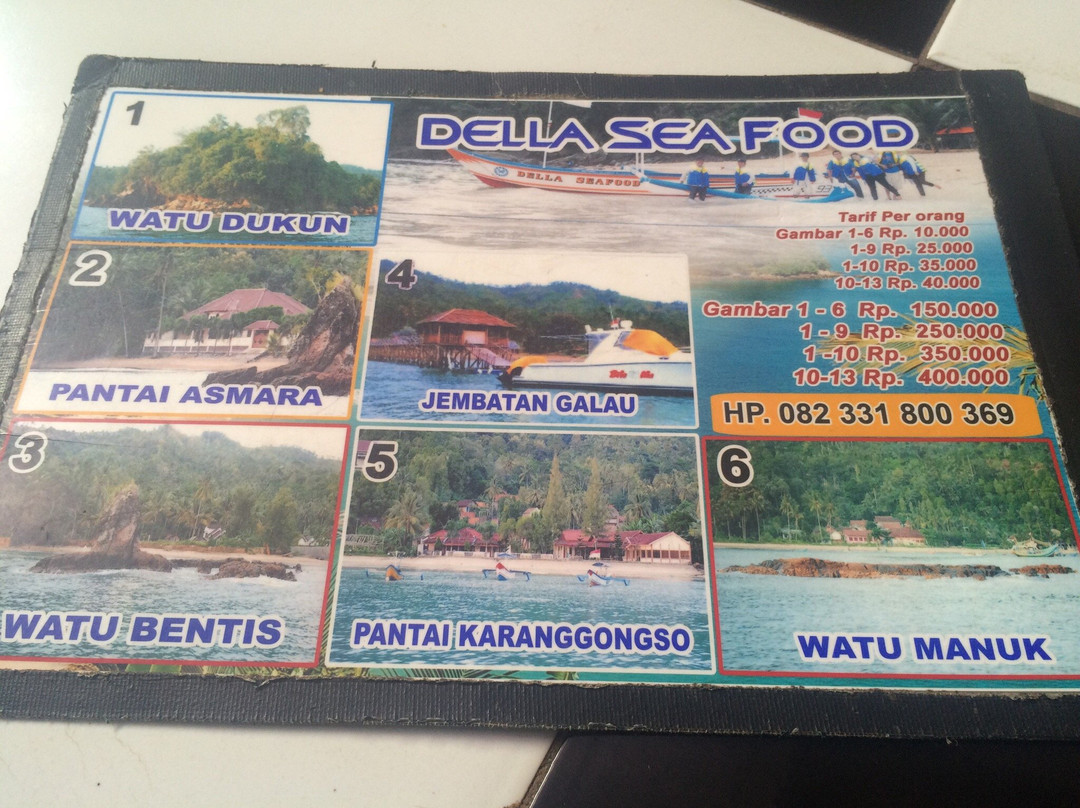 1
WATU DUKUN
DELLA SEA FOOD
DELLA SEAFOOD
Tarif Per orang
Gambar 1-6 Rp. 10.000
1-9 Rp. 25.000
1-10 Rp. 35.000
10-13 Rp. 40.000
Gambar 1 - 6 Rp. 150.000
1 - 9 Rp. 250.000
1 -10 Rp. 350.000
10-13 Rp. 400.000
HP. 082 331 800 369
2
PANTAI ASMARA
4
JEMBATAN GALAU
3
WATU BENTIS
5
PANTAI KARANGGONGSO
6
WATU MANUK